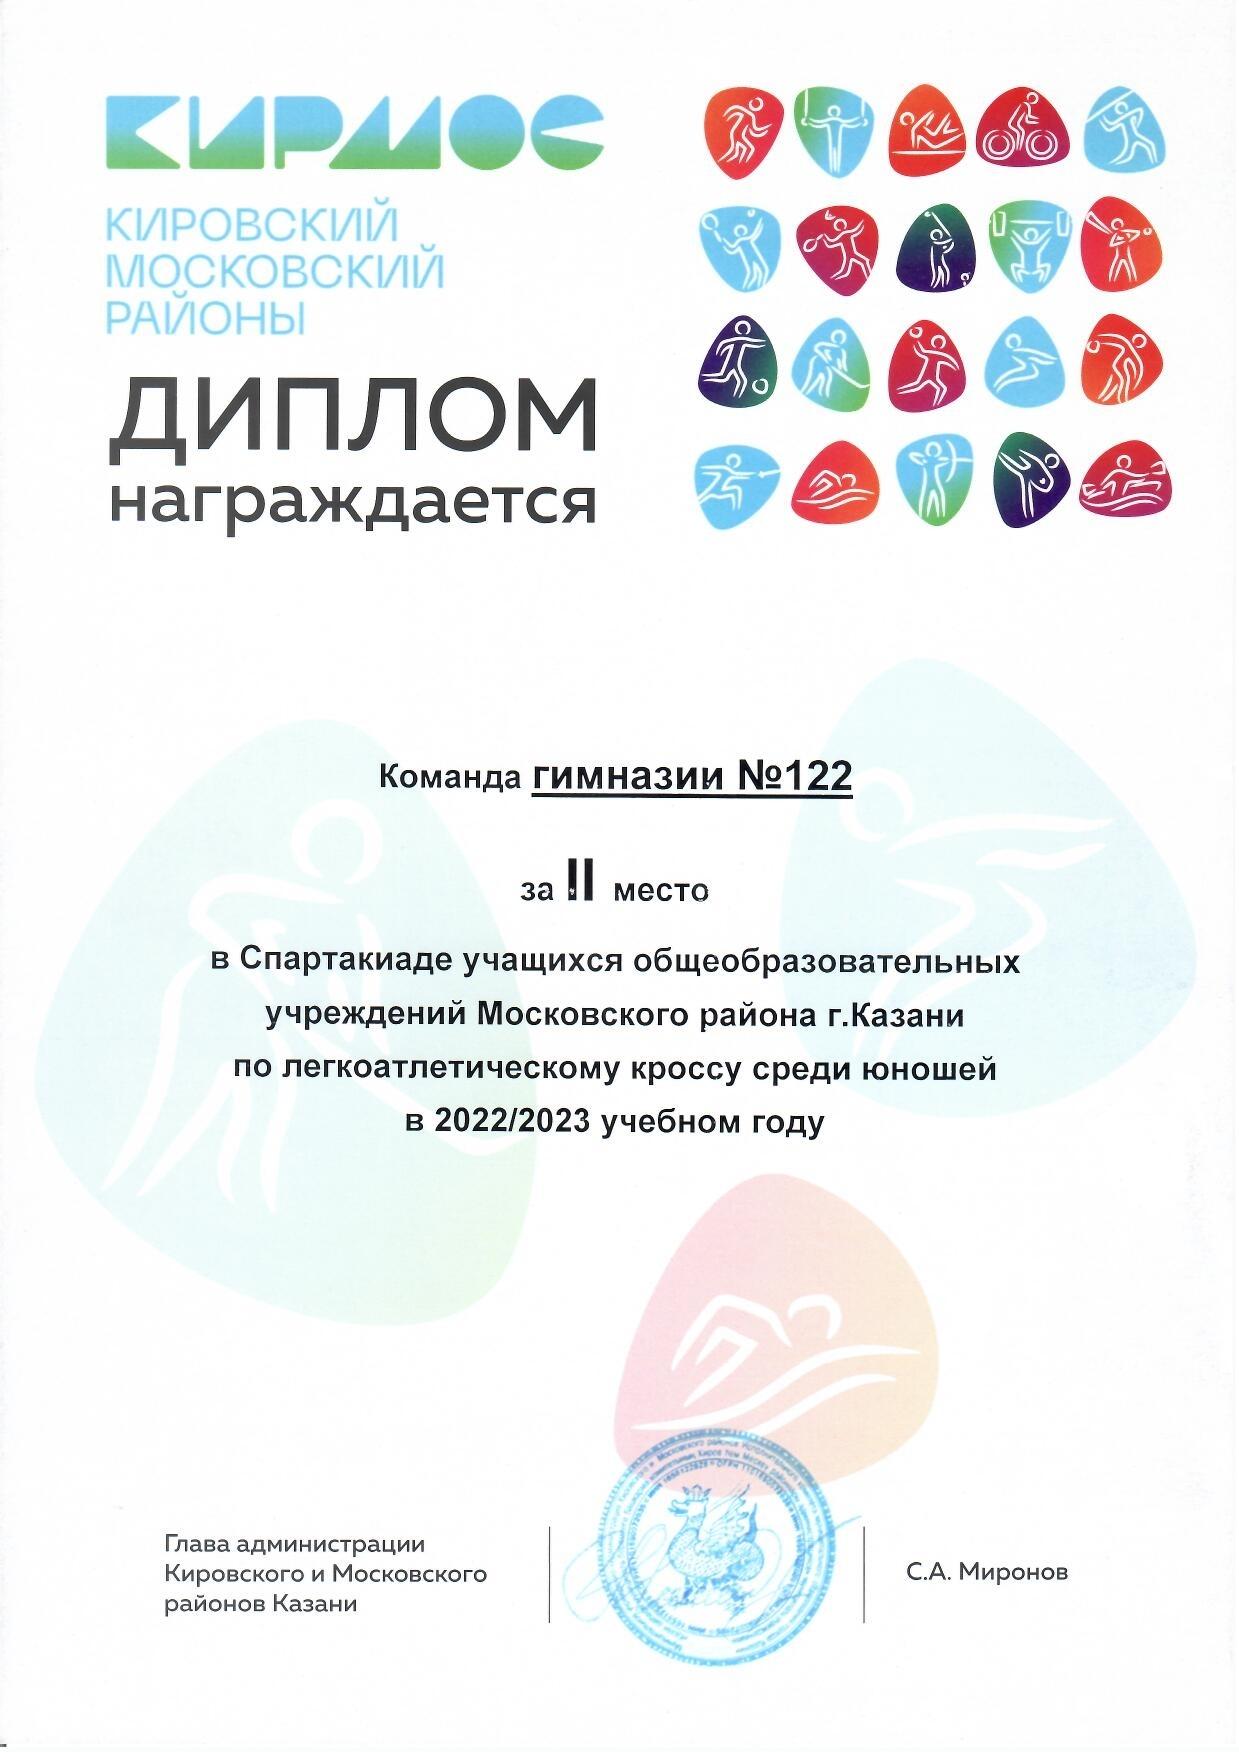 КИРМОС
КИРОВСКИЙ
МОСКОВСКИЙ
РАЙОНЫ
ДИПЛОМ
награждается
Команда гимназии №122
за II место
в Спартакиаде учащихся общеобразовательных
учреждений Московского района г.Казани
по легкоатлетическому кроссу среди юношей
в 2022/2023 учебном году
Глава администрации
Кировского и Московского
районов Казани
С.А. Миронов